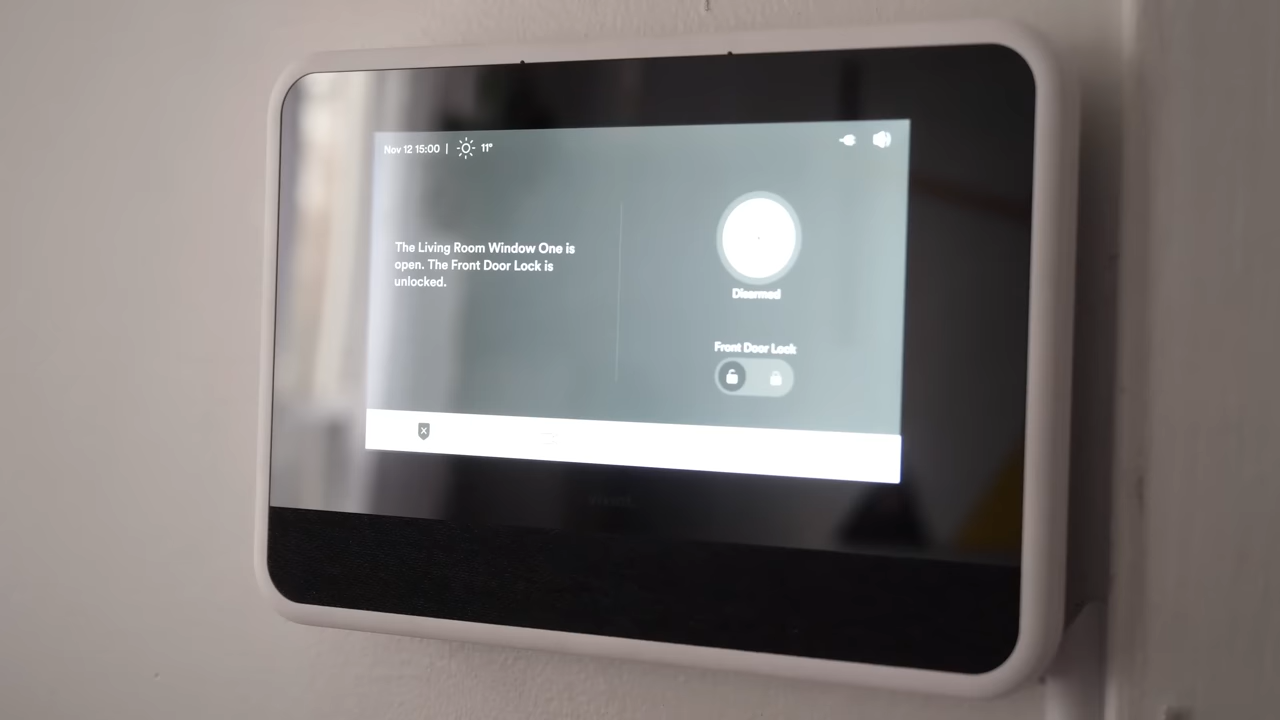 Nov 12 15:00 | 11°
The Living Room Window One is
open. The Front Door Lock is
unlocked.
Disarmed
Front Door Lock